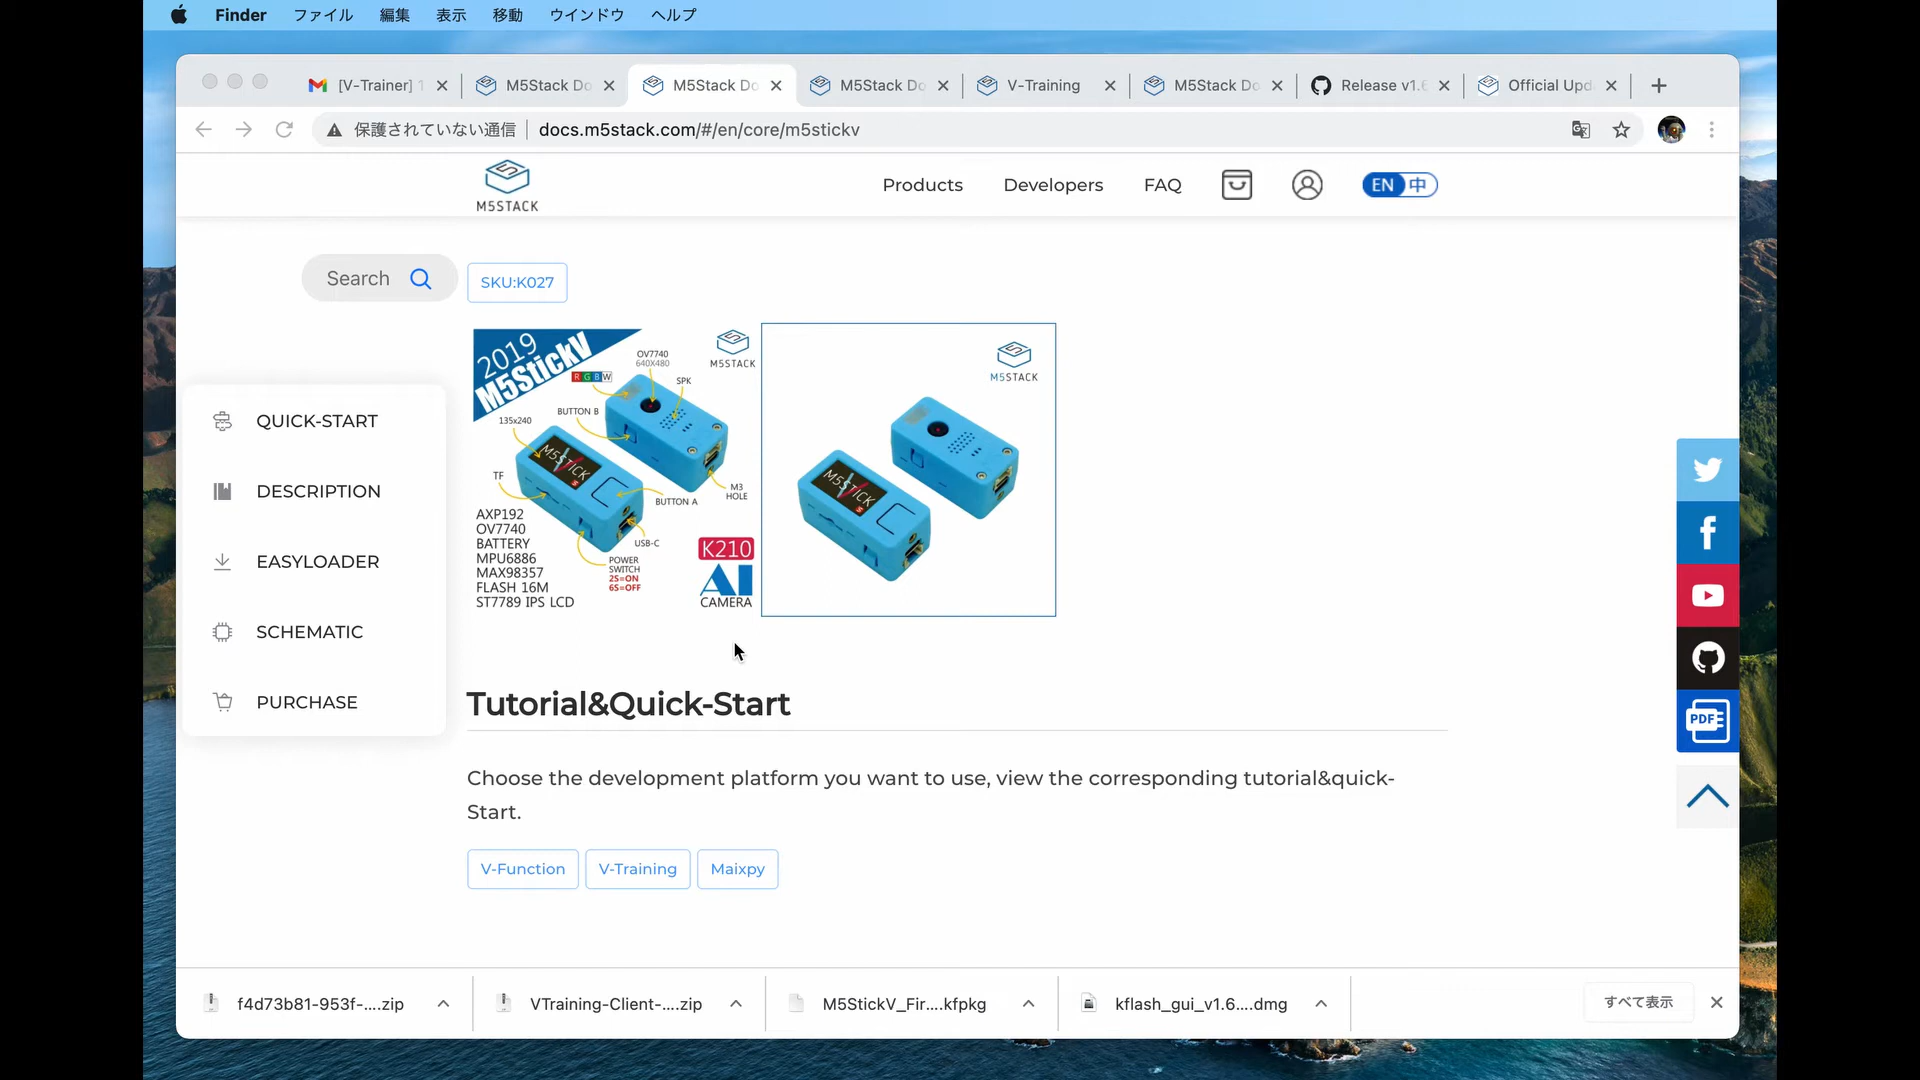 Finder ファイル 編集 表示 移動 ウインドウ ヘルプ
[V-Trainer] 1 M5Stack Do M5Stack Do M5Stack Do V-Training M5Stack Do Release v1.6 Official Upd
保護されていない通信 docs.m5stack.com/#/en/core/m5stickv
M5STACK
Products Developers FAQ EN 中
Search
SKU:K027
QUICK-START
DESCRIPTION
EASYLOADER
SCHEMATIC
PURCHASE
2019
M5StickV
M5STACK
OV7740
640X480
RGBW
SPK
BUTTON B
135x240
TF
M5STICK
M3
HOLE
BUTTON A
USB-C
POWER
SWITCH
2S=ON
6S=OFF
AXP192
OV7740
BATTERY
MPU6886
MAX98357
FLASH 16M
ST7789 IPS LCD
K210
AI
CAMERA
M5STACK
M5STICK
Tutorial&Quick-Start
Choose the development platform you want to use, view the corresponding tutorial&quick-
Start.
V-Function V-Training Maixpy
PDF
f4d73b81-953f-....zip VTraining-Client-....zip M5StickV_Fir....kfpkg kflash_gui_v1.6....dmg すべて表示